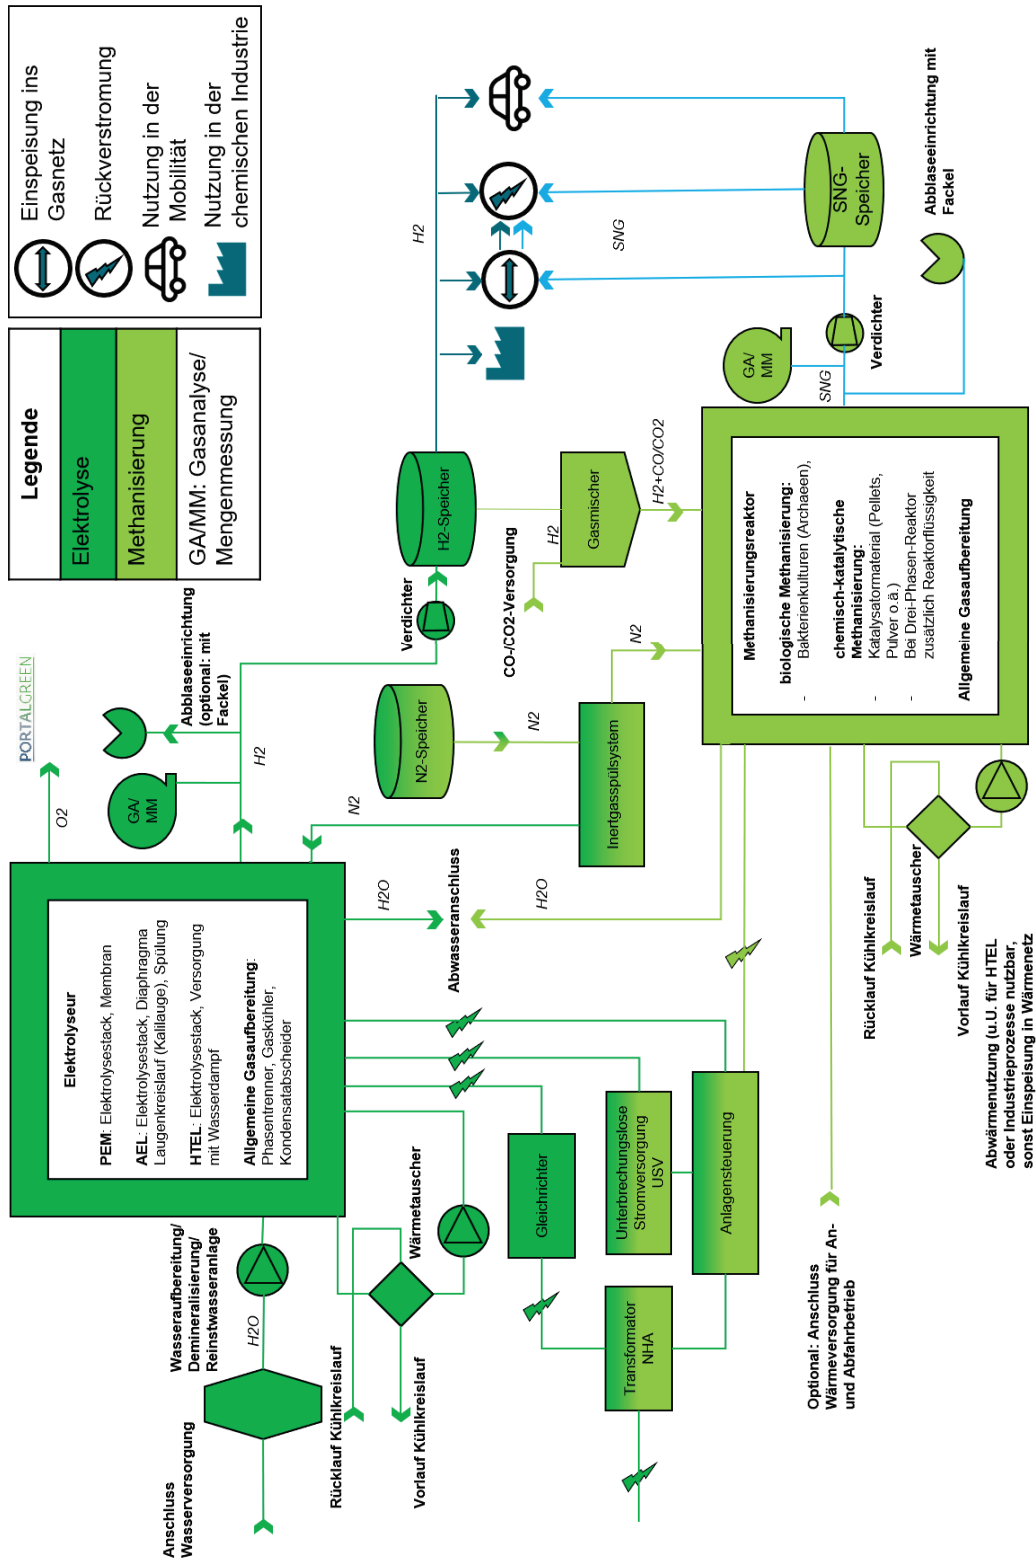 PORTALGREEN
Legende
Elektrolyse
Methanisierung
GA/MM: Gasanalyse/
Mengenmessung
Einspeisung ins
Gasnetz
Rückverstromung
Nutzung in der
Mobilität
Nutzung in der
chemischen Industrie
Anschluss
Wasserversorgung
Wasseraufbereitung/
Demineralisierung/
Reinstwasseranlage
H2O
Elektrolyseur
PEM: Elektrolysestack, Membran
AEL: Elektrolysestack, Diaphragma
Laugenkreislauf (Kalilauge), Spülung
HTEL: Elektrolysestack, Versorgung
mit Wasserdampf
Allgemeine Gasaufbereitung:
Phasentrenner, Gaskühler,
Kondensatabscheider
O2
GA/
MM
H2
Abblaseeinrichtung
(optional: mit
Fackel)
Verdichter
H2-Speicher
H2
Rücklauf Kühlkreislauf
Vorlauf Kühlkreislauf
Wärmetauscher
H2O
Abwasseranschluss
H2O
N2
N2-Speicher
N2
Inertgasspülsystem
N2
CO-/CO2-Versorgung
H2
Gasmischer
H2+CO/CO2
Gleichrichter
Transformator
NHA
Unterbrechungslose
Stromversorgung
USV
Anlagensteuerung
Optional: Anschluss
Wärmeversorgung für An-
und Abfahrbetrieb
Methanisierungsreaktor
biologische Methanisierung:
- Bakterienkulturen (Archaeen),
chemisch-katalytische
Methanisierung:
- Katalysatormaterial (Pellets,
Pulver o.ä.)
- Bei Drei-Phasen-Reaktor
zusätzlich Reaktorflüssigkeit
Allgemeine Gasaufbereitung
SNG
GA/
MM
Verdichter
SNG
SNG-
Speicher
Ablaseeinrichtung mit
Fackel
Rücklauf Kühlkreislauf
Wärmetauscher
Vorlauf Kühlkreislauf
Abwärmenutzung (u.U. für HTEL
oder Industrieprozesse nutzbar,
sonst Einspeisung in Wärmenetz